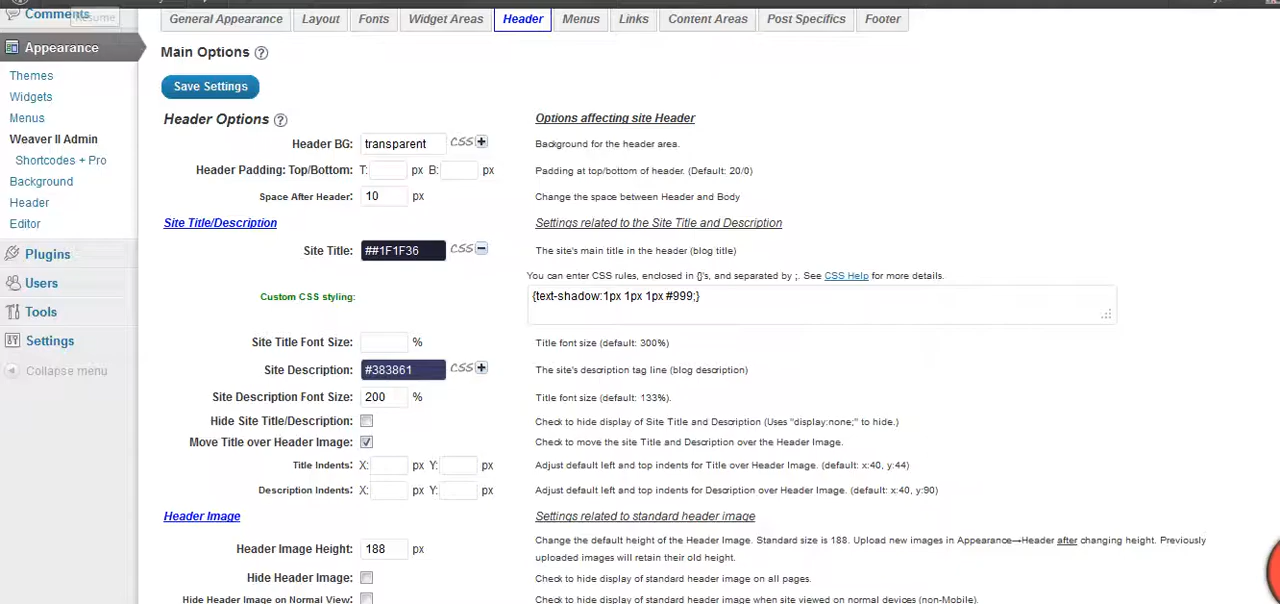 Comments
Resume
General Appearance Layout Fonts Widget Areas Header Menus Links Content Areas Post Specifics Footer
Appearance
Main Options ?
Themes
Widgets
Save Settings
Menus
Header Options ? Options affecting site Header
Weaver II Admin
Header BG: transparent CSS+ Background for the header area.
Shortcodes + Pro
Header Padding: Top/Bottom: T: px B: px Padding at top/bottom of header. (Default: 20/0)
Background
Space After Header: 10 px Change the space between Header and Body
Header
Site Title/Description Settings related to the Site Title and Description
Editor
Site Title: ##1F1F36 CSS− The site's main title in the header (blog title)
Plugins
You can enter CSS rules, enclosed in {}'s, and separated by ;. See CSS Help for more details.
Users
Custom CSS styling: {text-shadow:1px 1px 1px #999;}
Tools
Settings
Site Title Font Size: % Title font size (default: 300%)
Collapse menu
Site Description: #383861 CSS+ The site's description tag line (blog description)
Site Description Font Size: 200 % Title font size (default: 133%).
Hide Site Title/Description: Check to hide display of Site Title and Description (Uses "display:none;" to hide.)
Move Title over Header Image: Check to move the site Title and Description over the Header Image.
Title Indents: X: px Y: px Adjust default left and top indents for Title over Header Image. (default: x:40, y:44)
Description Indents: X: px Y: px Adjust default left and top indents for Description over Header Image. (default: x:40, y:90)
Header Image Settings related to standard header image
Header Image Height: 188 px Change the default height of the Header Image. Standard size is 188. Upload new images in Appearance→Header after changing height. Previously
uploaded images will retain their old height.
Hide Header Image: Check to hide display of standard header image on all pages.
Hide Header Image on Normal View: Check to hide display of standard header image when site viewed on normal devices (non-Mobile).